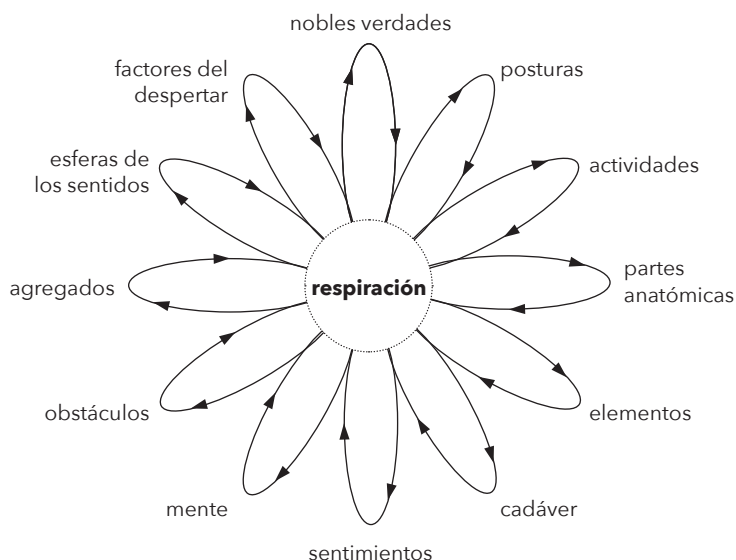 nobles verdades
factores del
despertar
posturas
esferas de
los sentidos
actividades
agregados
respiración
partes
anatómicas
obstáculos
elementos
mente
cadáver
sentimientos